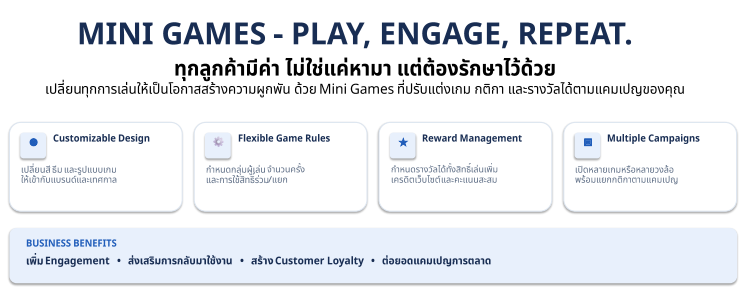 MINI GAMES - PLAY, ENGAGE, REPEAT.
ทุกลูกค้ามีค่า ไม่ใช่แค่หามา แต่ต้องรักษาไว้ด้วย
เปลี่ยนทุกการเล่นให้เป็นโอกาสสร้างความผูกพัน ด้วย Mini Games ที่ปรับแต่งเกม กติกา และรางวัลได้ตามแคมเปญของคุณ
Customizable Design
เปลี่ยนสี ธีม และรูปแบบเกม
ให้เข้ากับแบรนด์และเทศกาล
Flexible Game Rules
กำหนดกลุ่มผู้เล่น จำนวนครั้ง
และการใช้สิทธิ์ร่วม/แยก
Reward Management
กำหนดรางวัลได้ทั้งสิทธิ์เล่นเพิ่ม
เครดิตเว็บไซต์และคะแนนสะสม
Multiple Campaigns
เปิดหลายเกมหรือหลายวงล้อ
พร้อมแยกกติกาตามแคมเปญ
BUSINESS BENEFITS
เพิ่ม Engagement • ส่งเสริมการกลับมาใช้งาน • สร้าง Customer Loyalty • ต่อยอดแคมเปญการตลาด